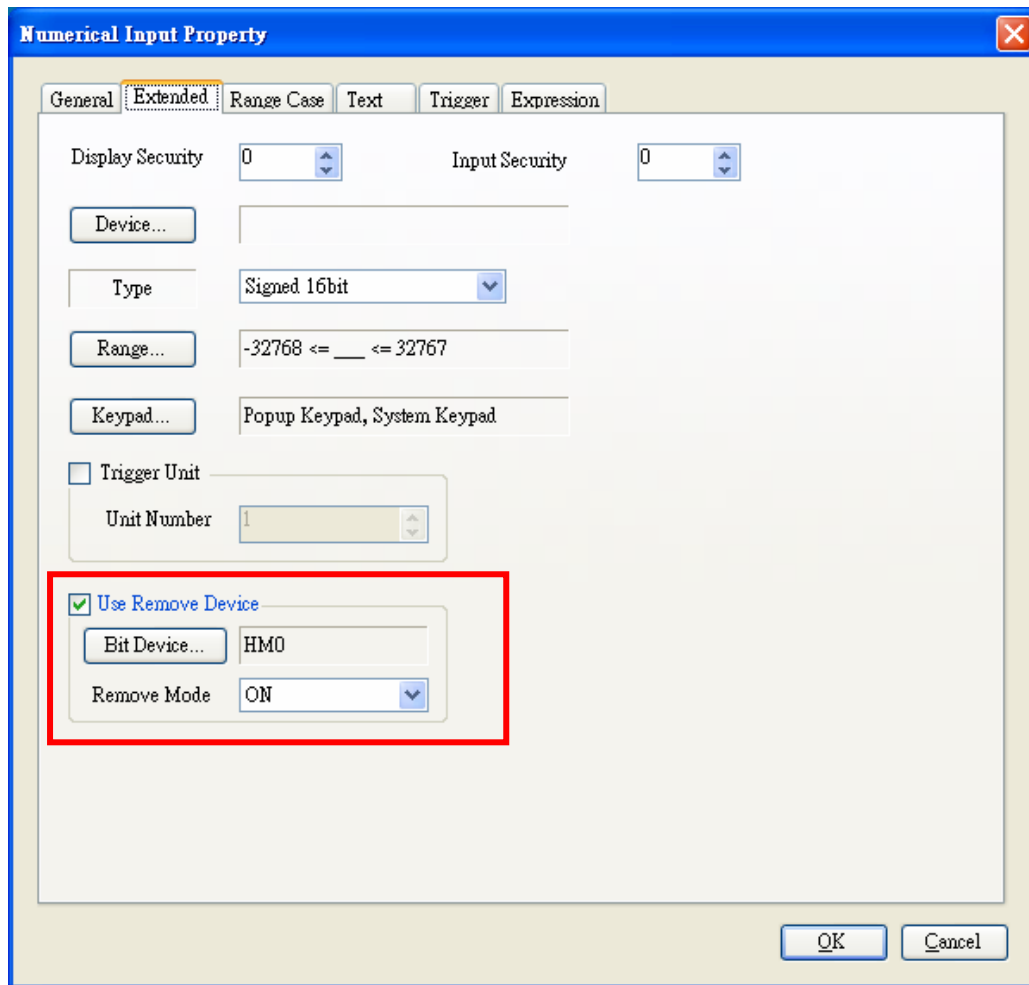 Numerical Input Property
General Extended Range Case Text Trigger Expression
Display Security 0 Input Security 0
Device...
Type Signed 16bit
Range... -32768 <= ___ <= 32767
Keypad... Popup Keypad, System Keypad
Trigger Unit
Unit Number 1
Use Remove Device
Bit Device... HM0
Remove Mode ON
OK Cancel